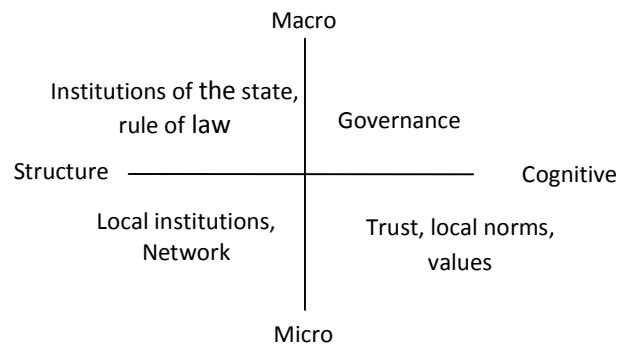 Macro
Institutions of the state,
rule of law
Governance
Structure
Cognitive
Local institutions,
Network
Trust, local norms,
values
Micro